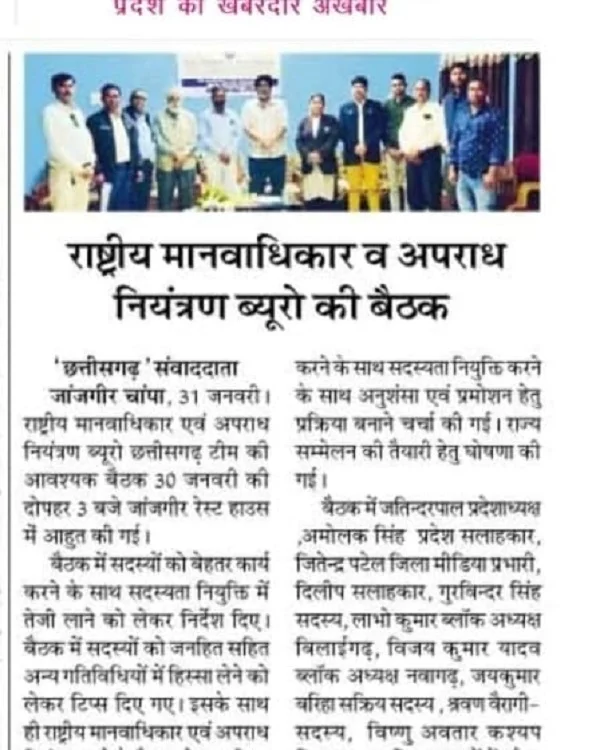 प्रदेश का खबरदार अखबार
राष्ट्रीय मानवाधिकार व अपराध
नियंत्रण ब्यूरो की बैठक
'छत्तीसगढ़' संवाददाता
जांजगीर चांपा, 31 जनवरी।
राष्ट्रीय मानवाधिकार एवं अपराध
नियंत्रण ब्यूरो छत्तीसगढ़ टीम की
आवश्यक बैठक 30 जनवरी की
दोपहर 3 बजे जांजगीर रेस्ट हाउस
में आहुत की गई।
बैठक में सदस्यों को बेहतर कार्य
करने के साथ सदस्यता नियुक्ति में
तेजी लाने को लेकर निर्देश दिए।
बैठक में सदस्यों को जनहित सहित
अन्य गतिविधियों में हिस्सा लेने को
लेकर टिप्स दिए गए। इसके साथ
ही राष्ट्रीय मानवाधिकार एवं अपराध
करने के साथ सदस्यता नियुक्ति करने
के साथ अनुशंसा एवं प्रमोशन हेतु
प्रक्रिया बनाने चर्चा की गई। राज्य
सम्मेलन की तैयारी हेतु घोषणा की
गई।
बैठक में जतिन्दरपाल प्रदेशाध्यक्ष
,अमोलक सिंह प्रदेश सलाहकार,
जितेन्द्र पटेल जिला मीडिया प्रभारी,
दिलीप सलाहकार, गुरबिन्दर सिंह
सदस्य, लाभो कुमार ब्लॉक अध्यक्ष
बिलाईगढ़, विजय कुमार यादव
ब्लॉक अध्यक्ष नवागढ़, जयकुमार
बरिहा सक्रिय सदस्य , श्रवण वैरागी-
सदस्य, विष्णु अवतार कश्यप